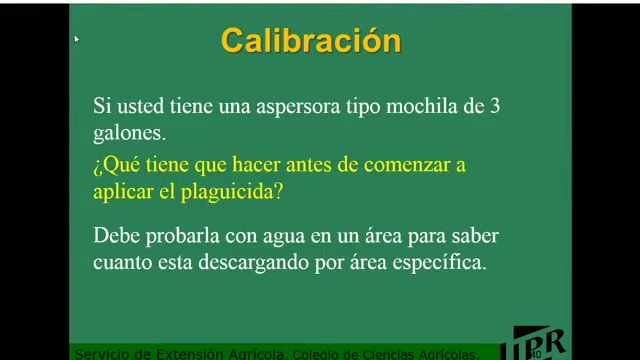 Calibración
Si usted tiene una aspersora tipo mochila de 3
galones.
¿Qué tiene que hacer antes de comenzar a
aplicar el plaguicida?
Debe probarla con agua en un área para saber
cuanto esta descargando por área específica.
Servicio de Extensión Agrícola, Colegio de Ciencias Agrícolas,
UPR
40